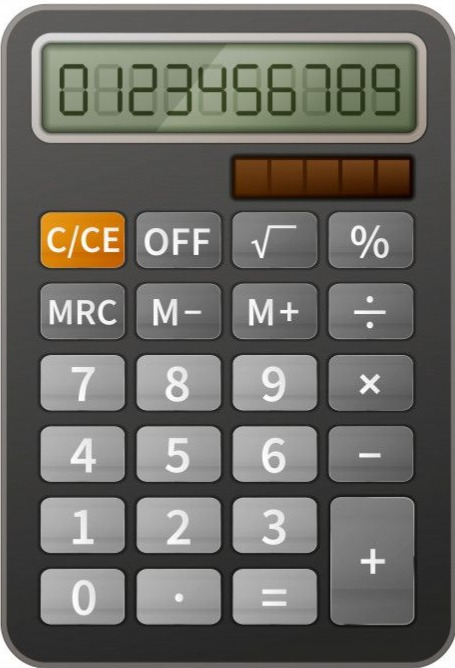 0123456789
C/CE OFF √ %
MRC M− M+ ÷
7 8 9 ×
4 5 6 −
1 2 3
+
0 · =